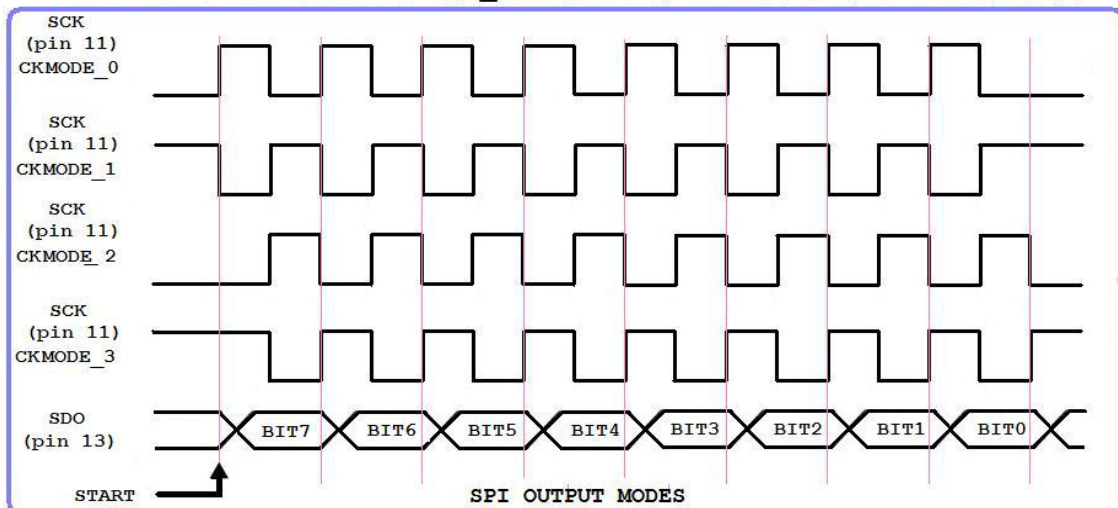 SCK
(pin 11)
CKMODE_0
SCK
(pin 11)
CKMODE_1
SCK
(pin 11)
CKMODE_2
SCK
(pin 11)
CKMODE_3
SDO
(pin 13)
BIT7 BIT6 BIT5 BIT4 BIT3 BIT2 BIT1 BIT0
START
SPI OUTPUT MODES